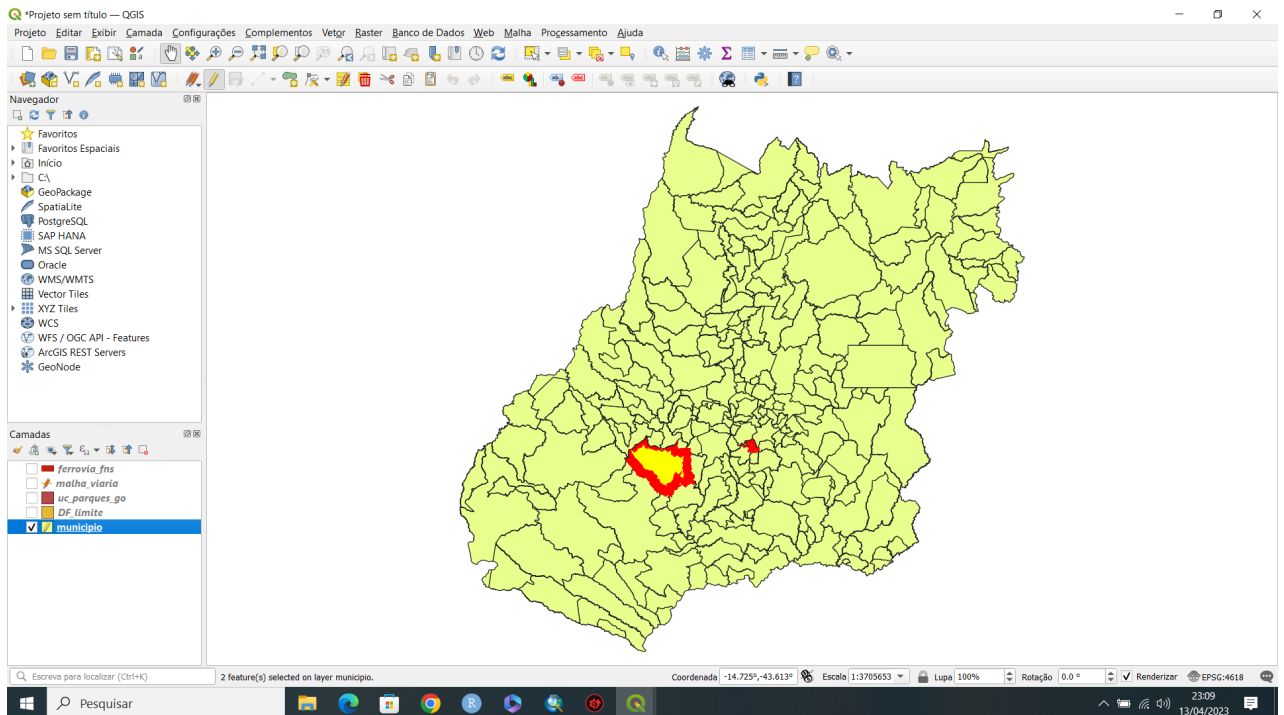 *Projeto sem título — QGIS
Projeto Editar Exibir Camada Configurações Complementos Vetor Raster Banco de Dados Web Malha Processamento Ajuda
Navegador
Favoritos
Favoritos Espaciais
Início
C:\
GeoPackage
SpatiaLite
PostgreSQL
SAP HANA
MS SQL Server
Oracle
WMS/WMTS
Vector Tiles
XYZ Tiles
WCS
WFS / OGC API - Features
ArcGIS REST Servers
GeoNode
Camadas
ferrovia_fns
malha_viaria
uc_parques_go
DF_limite
municipio
Escreva para localizar (Ctrl+K) 2 feature(s) selected on layer municipio. Coordenada -14.725°,-43.613° Escala 1:3705653 Lupa 100% Rotação 0.0 ° Renderizar EPSG:4618
Pesquisar
23:09
13/04/2023